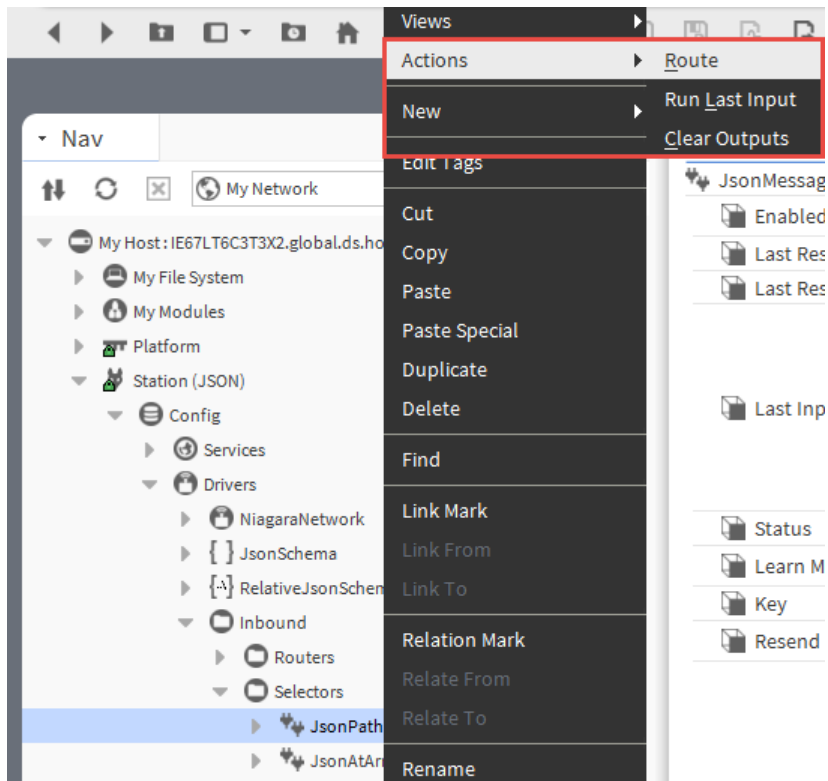 Views
Actions
Route
New
Run Last Input
Clear Outputs
Edit Tags
Cut
Copy
Paste
Paste Special
Duplicate
Delete
Find
Link Mark
Link From
Link To
Relation Mark
Relate From
Relate To
Rename
Nav
My Network
My Host : IE67LT6C3T3X2.global.ds.ho
My File System
My Modules
Platform
Station (JSON)
Config
Services
Drivers
NiagaraNetwork
JsonSchema
RelativeJsonSchem
Inbound
Routers
Selectors
JsonPath
JsonAtArr
JsonMessag
Enabled
Last Res
Last Res
Last Inp
Status
Learn M
Key
Resend